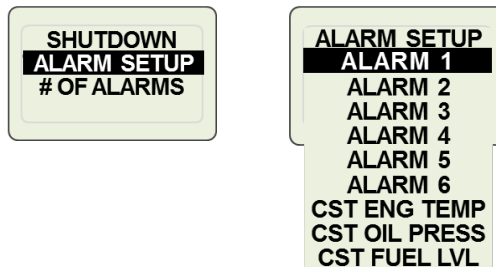 SHUTDOWN
ALARM SETUP
# OF ALARMS
ALARM SETUP
ALARM 1
ALARM 2
ALARM 3
ALARM 4
ALARM 5
ALARM 6
CST ENG TEMP
CST OIL PRESS
CST FUEL LVL